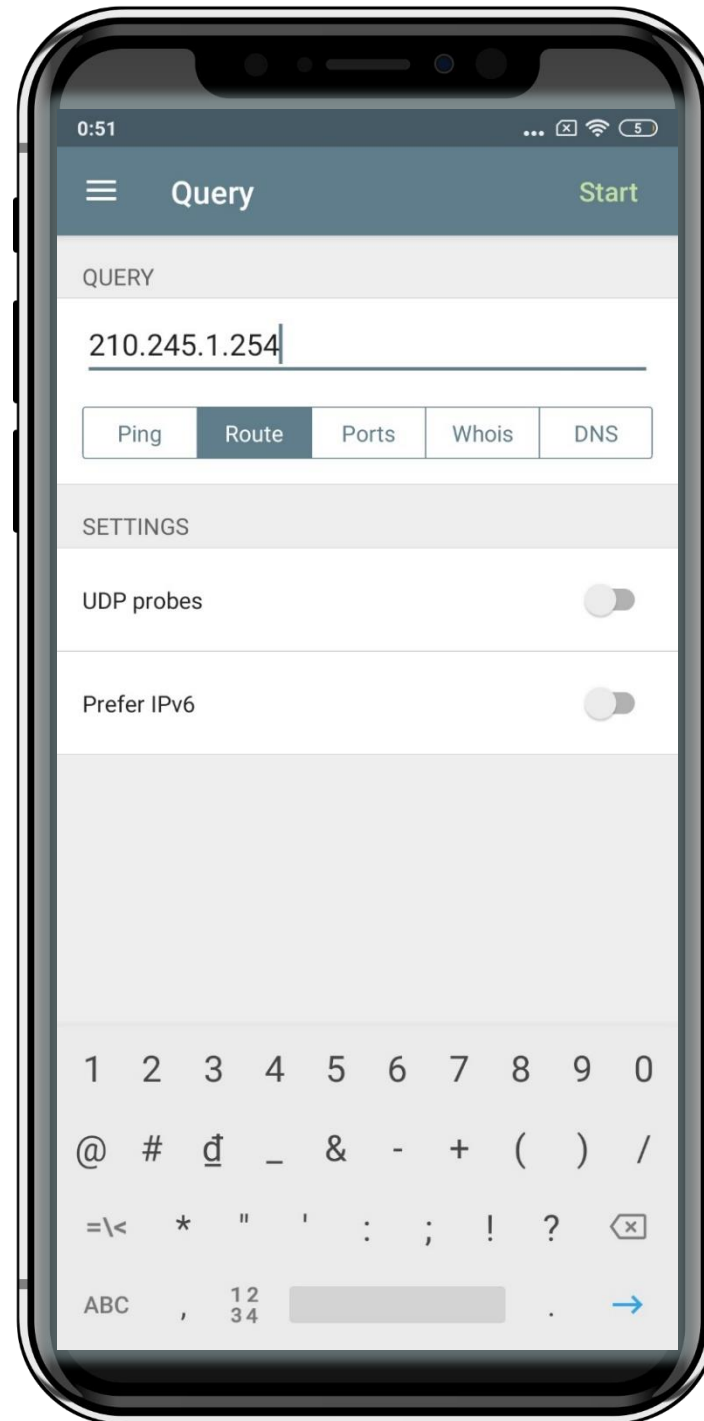 0:51 ... 5
Query Start
QUERY
210.245.1.254
Ping Route Ports Whois DNS
SETTINGS
UDP probes
Prefer IPv6
1 2 3 4 5 6 7 8 9 0
@ # ₫ _ & - + ( ) /
=\< * " ' : ; ! ?
ABC , 12 34 .